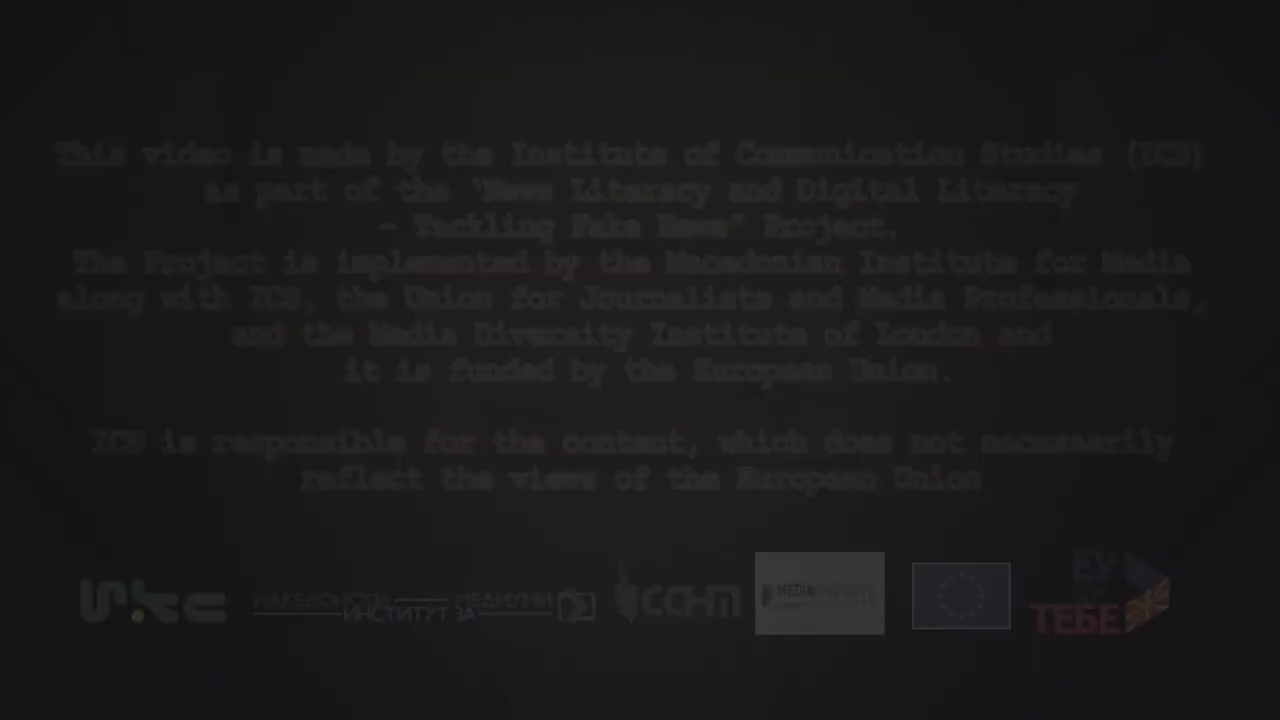 This video is made by the Institute of Communication Studies (ICS)
as part of the "News Literacy and Digital Literacy
- Tackling Fake News" Project.
The Project is implemented by the Macedonian Institute for Media
along with ICS, the Union for Journalists and Media Professionals,
and the Media Diversity Institute of London and
it is funded by the European Union.
ICS is responsible for the content, which does not necessarily
reflect the views of the European Union
ИНСТИТУТ ЗА
ССНМ
MEDIA
ЕУ
ТЕБЕ